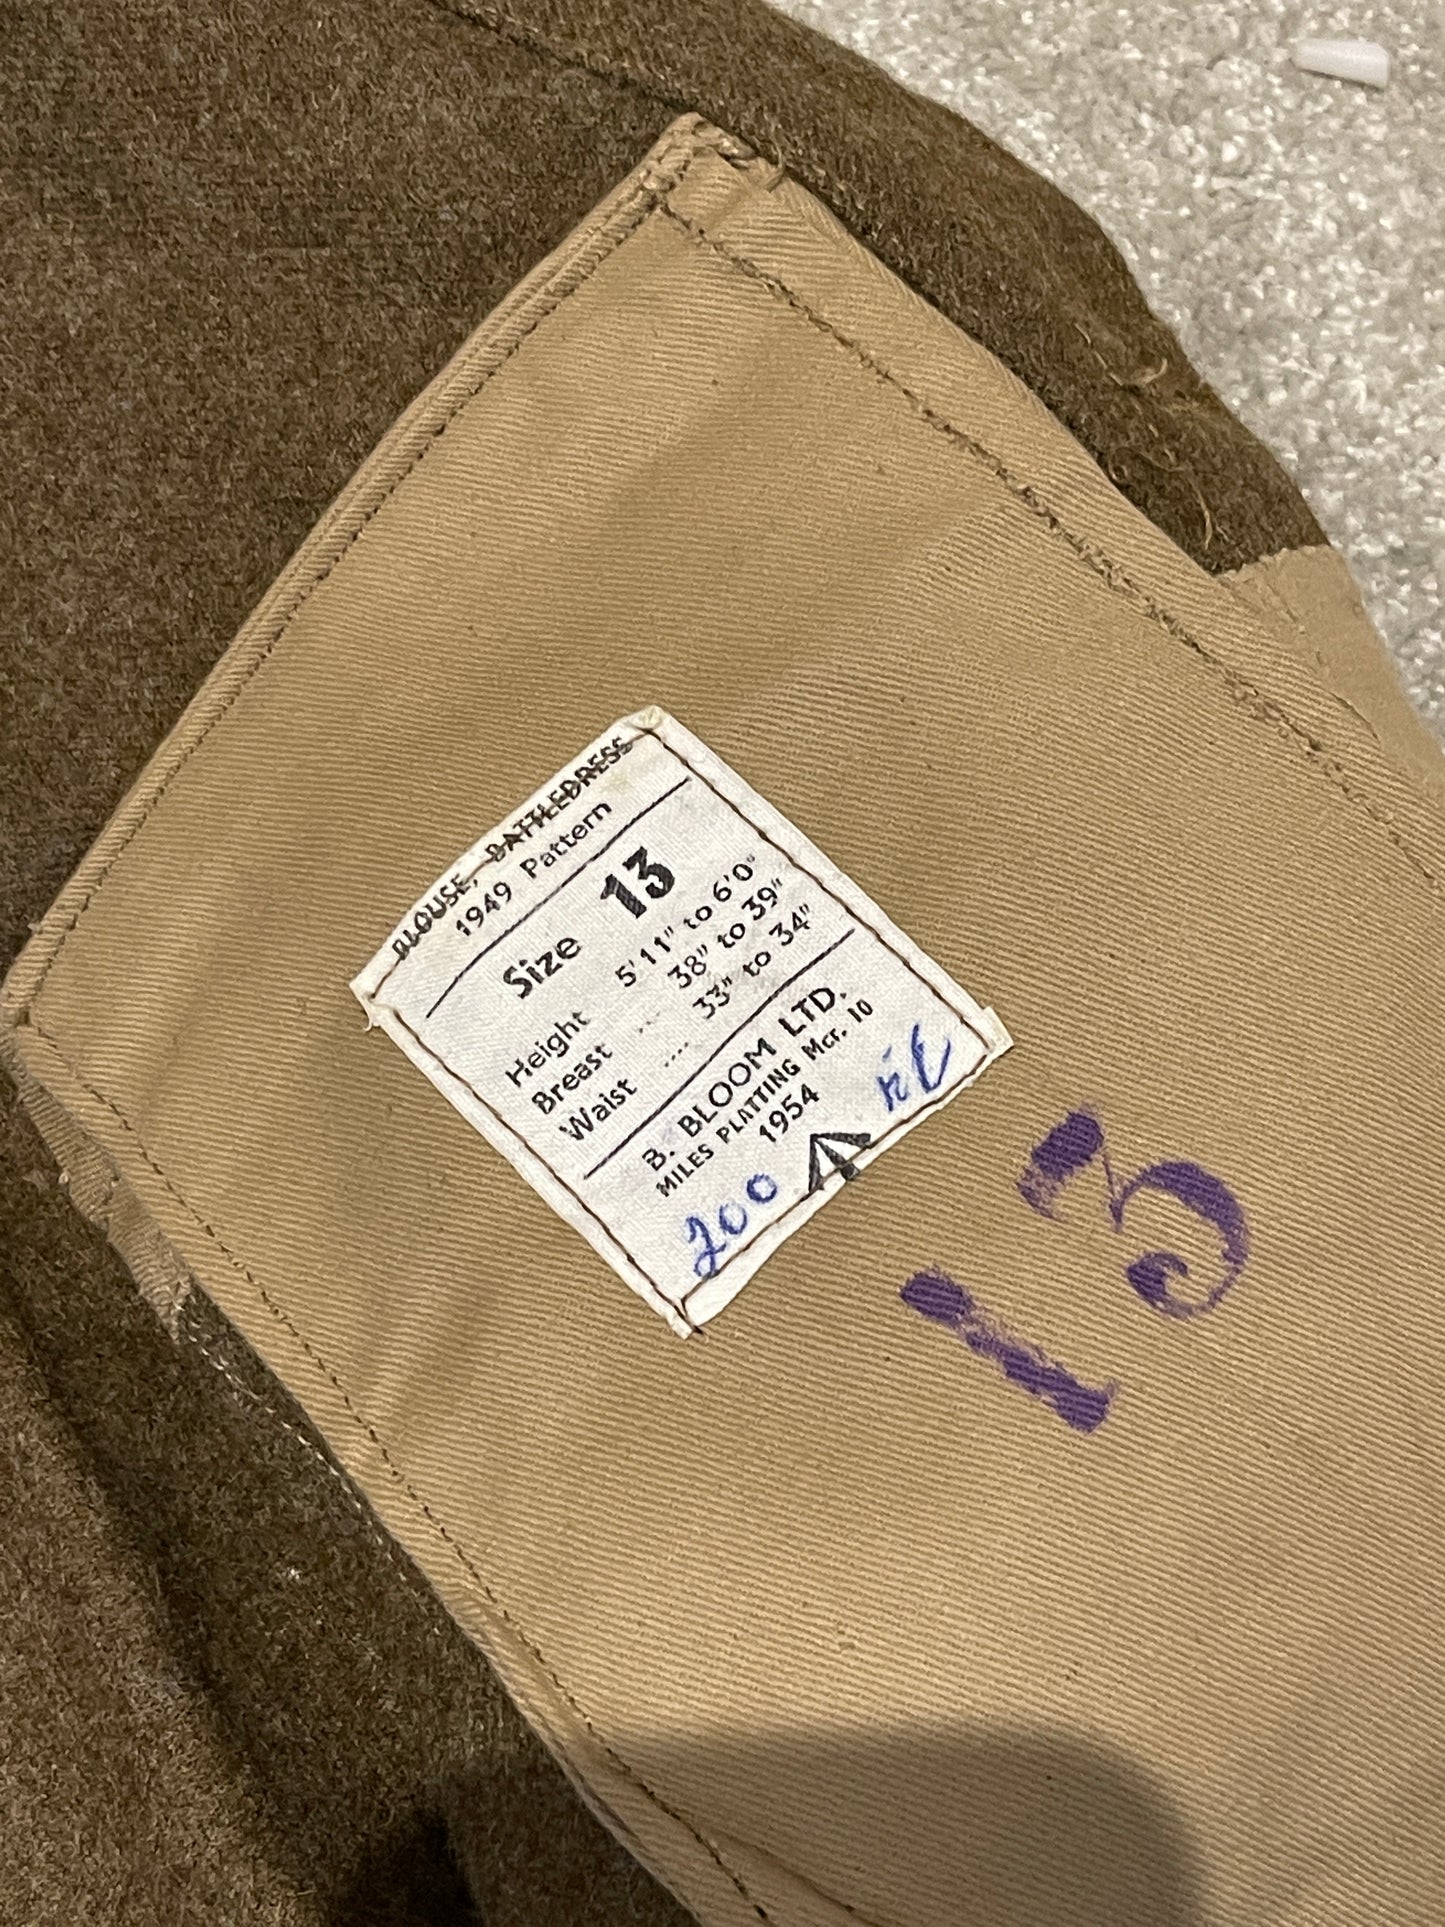 BLOUSE, BATTLEDRESS
1949 Pattern
Size 13
Height 5'11" to 6'0"
Breast ... 38" to 39"
Waist .... 33" to 34"
B. BLOOM LTD.
MILES PLATTING Mcr. 10
1954
200
13